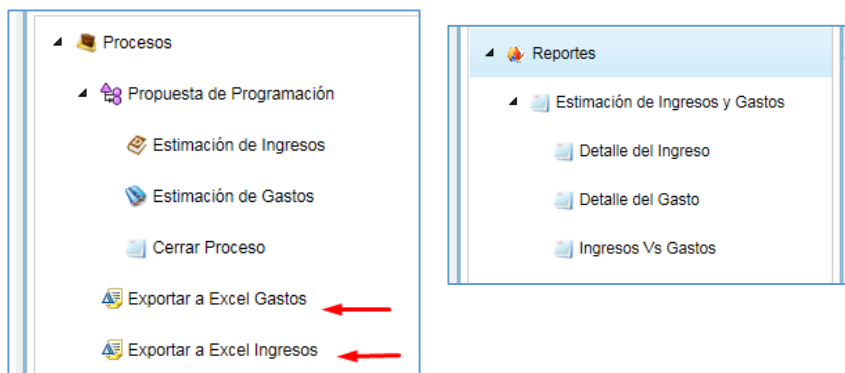 Procesos
Propuesta de Programación
Estimación de Ingresos
Estimación de Gastos
Cerrar Proceso
Exportar a Excel Gastos
Exportar a Excel Ingresos
Reportes
Estimación de Ingresos y Gastos
Detalle del Ingreso
Detalle del Gasto
Ingresos Vs Gastos